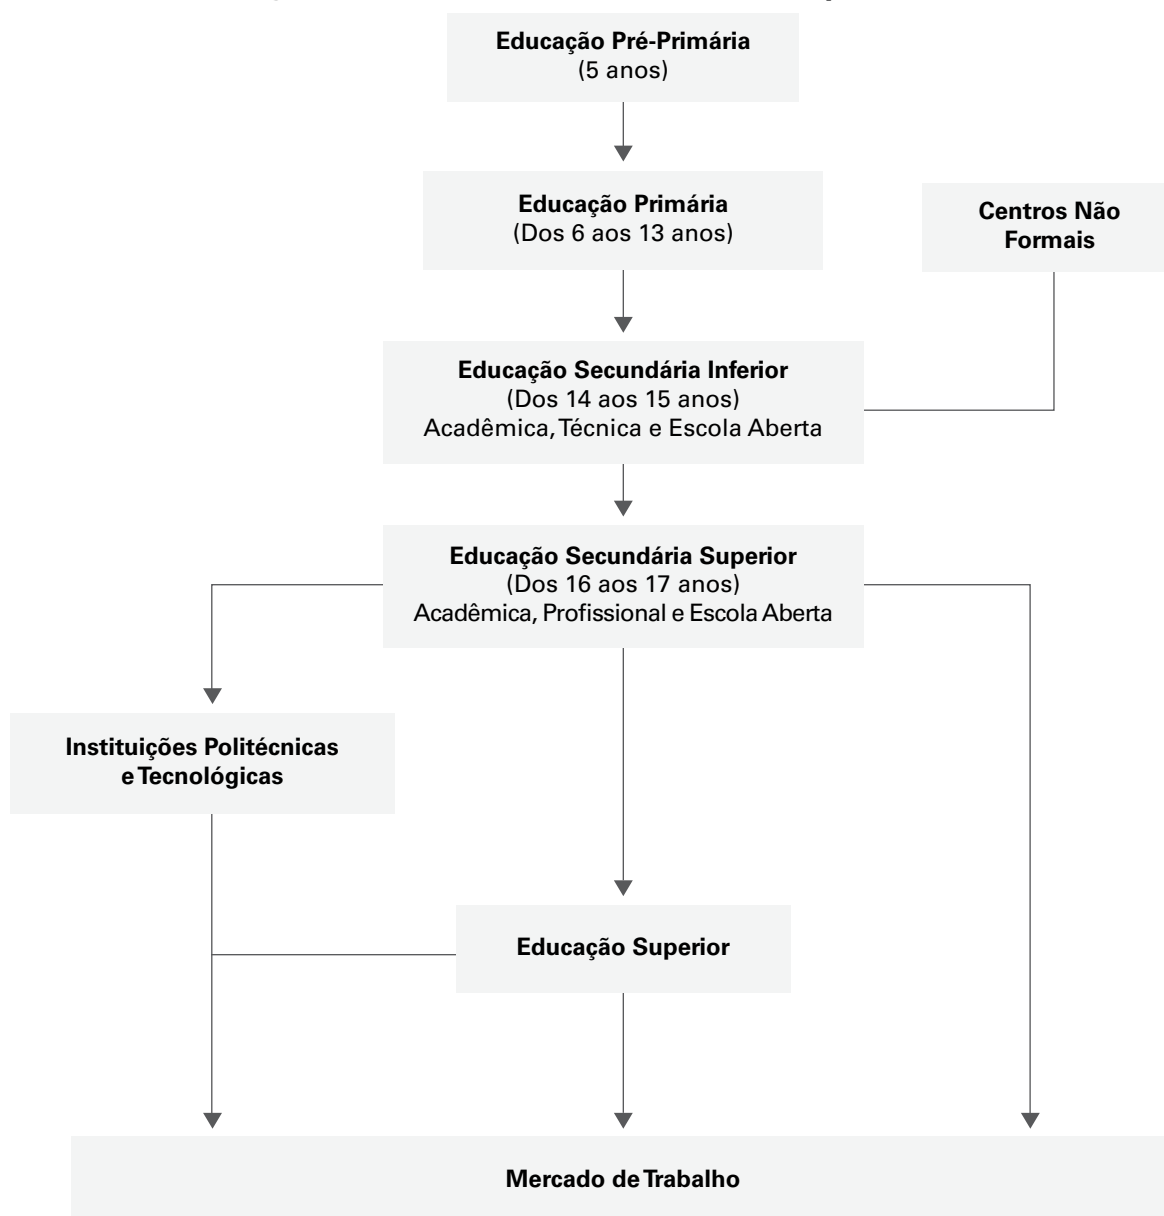 Educação Pré-Primária
(5 anos)
Educação Primária
(Dos 6 aos 13 anos)
Centros Não
Formais
Educação Secundária Inferior
(Dos 14 aos 15 anos)
Acadêmica, Técnica e Escola Aberta
Educação Secundária Superior
(Dos 16 aos 17 anos)
Acadêmica, Profissional e Escola Aberta
Instituições Politécnicas
e Tecnológicas
Educação Superior
Mercado de Trabalho